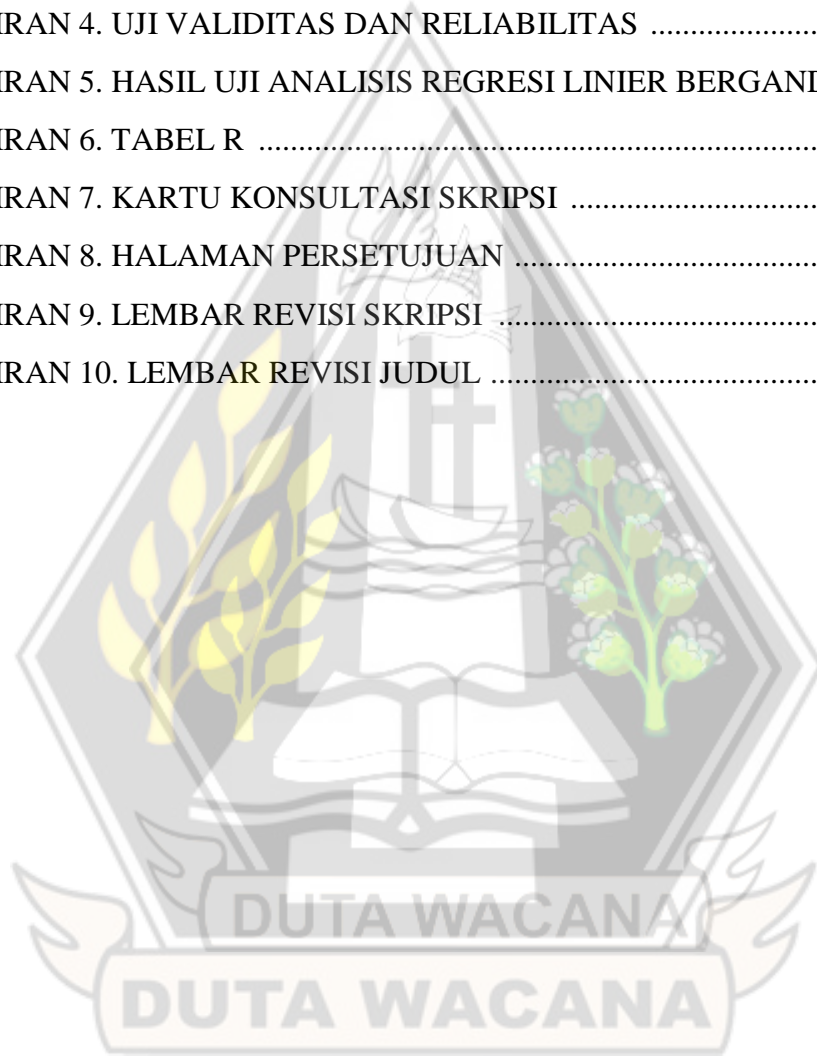 IRAN 4. UJI VALIDITAS DAN RELIABILITAS ....................
IRAN 5. HASIL UJI ANALISIS REGRESI LINIER BERGAND
IRAN 6. TABEL R ......................................................................
IRAN 7. KARTU KONSULTASI SKRIPSI ...............................
IRAN 8. HALAMAN PERSETUJUAN ......................................
IRAN 9. LEMBAR REVISI SKRIPSI ........................................
IRAN 10. LEMBAR REVISI JUDUL .........................................
DUTA WACANA
DUTA WACANA